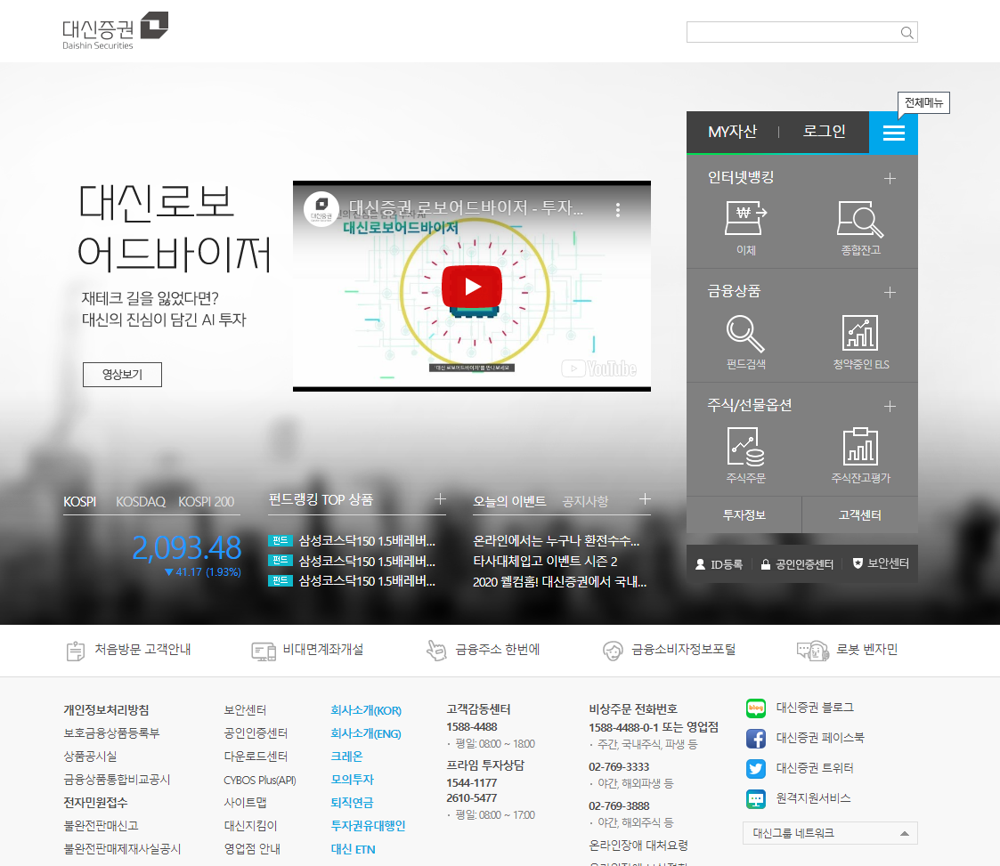 대신증권
Daishin Securities
전체메뉴
MY자산
로그인
대신로보
어드바이저
재테크 길을 잃었다면?
대신의 진심이 담긴 AI 투자
영상보기
대신증권
대신증권 로보어드바이저 - 투자...
대신로보어드바이저
'대신 로보어드바이저'를 만나보세요
YouTube
인터넷뱅킹
이체
종합잔고
금융상품
펀드검색
청약중인 ELS
주식/선물옵션
주식주문
주식잔고평가
투자정보
고객센터
ID등록
공인인증센터
보안센터
KOSPI
KOSDAQ
KOSPI 200
2,093.48
▼41.17 (1.93%)
펀드랭킹 TOP 상품
펀드 삼성코스닥150 1.5배레버...
펀드 삼성코스닥150 1.5배레버...
펀드 삼성코스닥150 1.5배레버...
오늘의 이벤트
공지사항
온라인에서는 누구나 환전수수...
타사대체입고 이벤트 시즌 2
2020 웰컴홈! 대신증권에서 국내...
처음방문 고객안내
비대면계좌개설
금융주소 한번에
금융소비자정보포털
로봇 벤자민
개인정보처리방침
보호금융상품등록부
상품공시실
금융상품통합비교공시
전자민원접수
불완전판매신고
불완전판매제재사실공시
보안센터
공인인증센터
다운로드센터
CYBOS Plus(API)
사이트맵
대신지킴이
영업점 안내
회사소개(KOR)
회사소개(ENG)
크레온
모의투자
퇴직연금
투자권유대행인
대신 ETN
고객감동센터
1588-4488
· 평일: 08:00 ~ 18:00
프라임 투자상담
1544-1177
2610-5477
· 평일: 08:00 ~ 17:00
비상주문 전화번호
1588-4488-0-1 또는 영업점
· 주간, 국내주식, 파생 등
02-769-3333
· 야간, 해외파생 등
02-769-3888
· 야간, 해외주식 등
온라인장애 대처요령
blog 대신증권 블로그
대신증권 페이스북
대신증권 트위터
원격지원서비스
대신그룹 네트워크